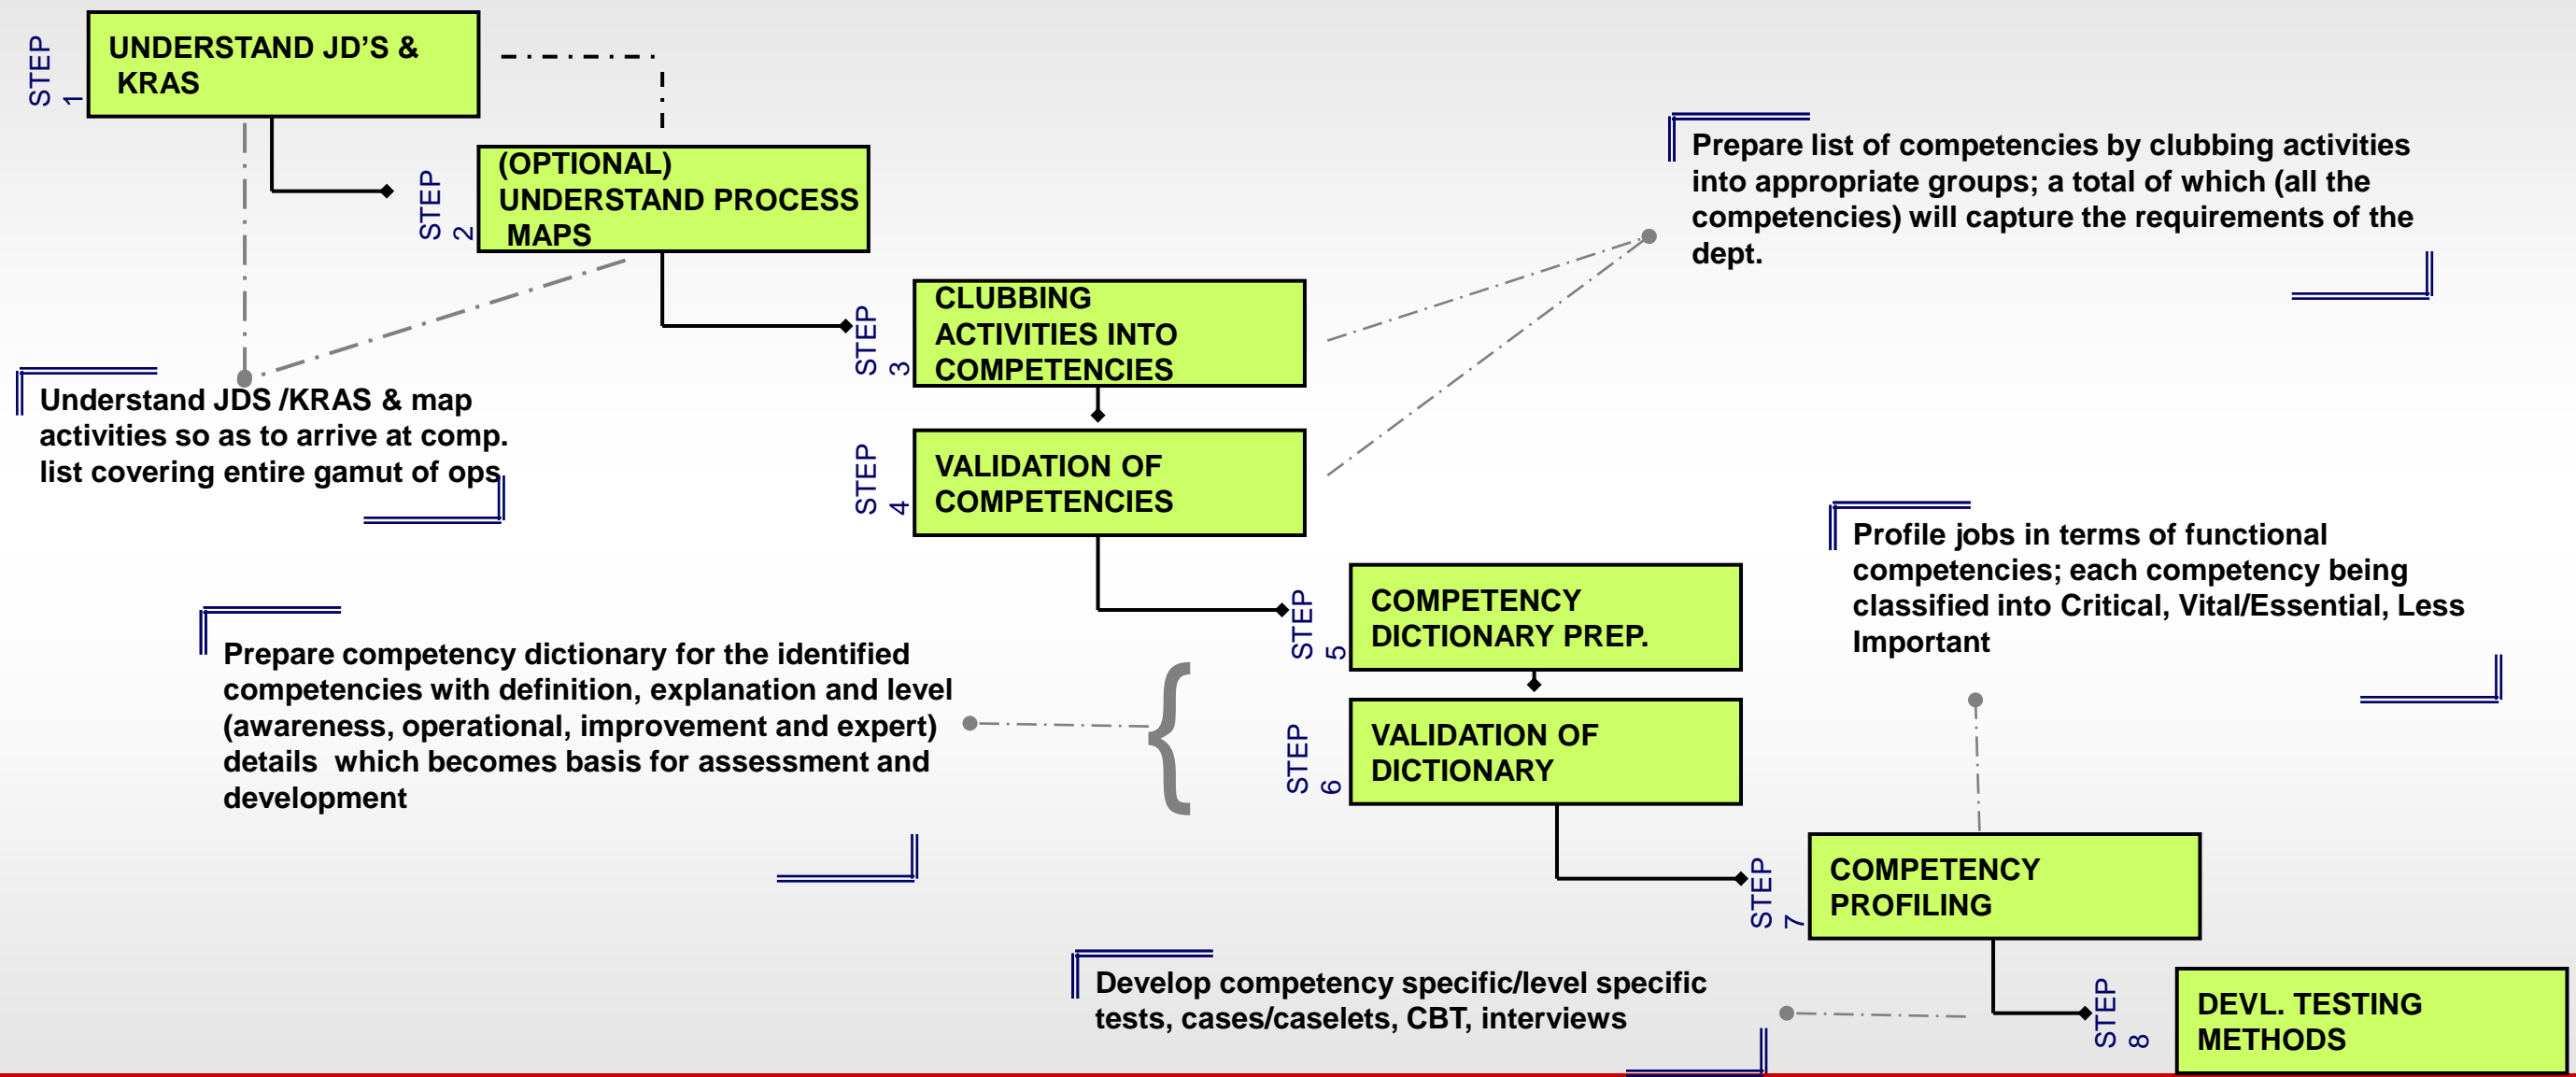 STEP
1
UNDERSTAND JD’S &
KRAS
STEP
2
(OPTIONAL)
UNDERSTAND PROCESS
MAPS
Prepare list of competencies by clubbing activities
into appropriate groups; a total of which (all the
competencies) will capture the requirements of the
dept.
STEP
3
CLUBBING
ACTIVITIES INTO
COMPETENCIES
Understand JDS /KRAS & map
activities so as to arrive at comp.
list covering entire gamut of ops
STEP
4
VALIDATION OF
COMPETENCIES
Profile jobs in terms of functional
competencies; each competency being
classified into Critical, Vital/Essential, Less
Important
STEP
5
COMPETENCY
DICTIONARY PREP.
Prepare competency dictionary for the identified
competencies with definition, explanation and level
(awareness, operational, improvement and expert)
details  which becomes basis for assessment and
development
{
STEP
6
VALIDATION OF
DICTIONARY
STEP
7
COMPETENCY
PROFILING
Develop competency specific/level specific
tests, cases/caselets, CBT, interviews
STEP
8
DEVL. TESTING
METHODS